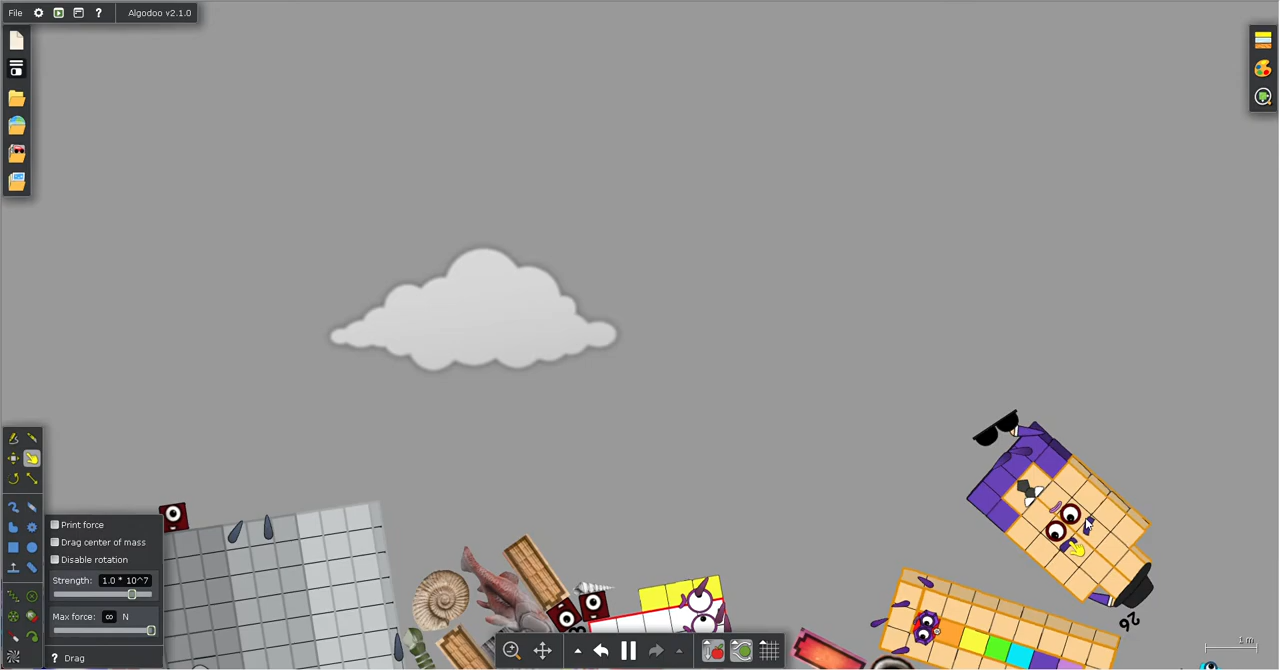 File ? Algodoo v2.1.0
Print force
Drag center of mass
Disable rotation
Strength: 1.0 * 10^7
Max force: ∞ N
? Drag
26
1 m